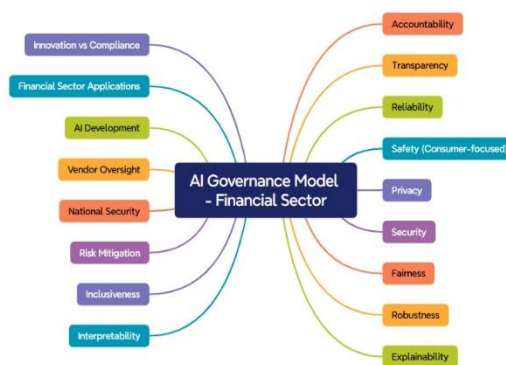 Innovation vs Compliance
Financial Sector Applications
AI Development
Vendor Oversight
National Security
Risk Mitigation
Inclusiveness
Interpretability
AI Governance Model
- Financial Sector
Accountability
Transparency
Reliability
Safety (Consumer-focused)
Privacy
Security
Fairness
Robustness
Explainability